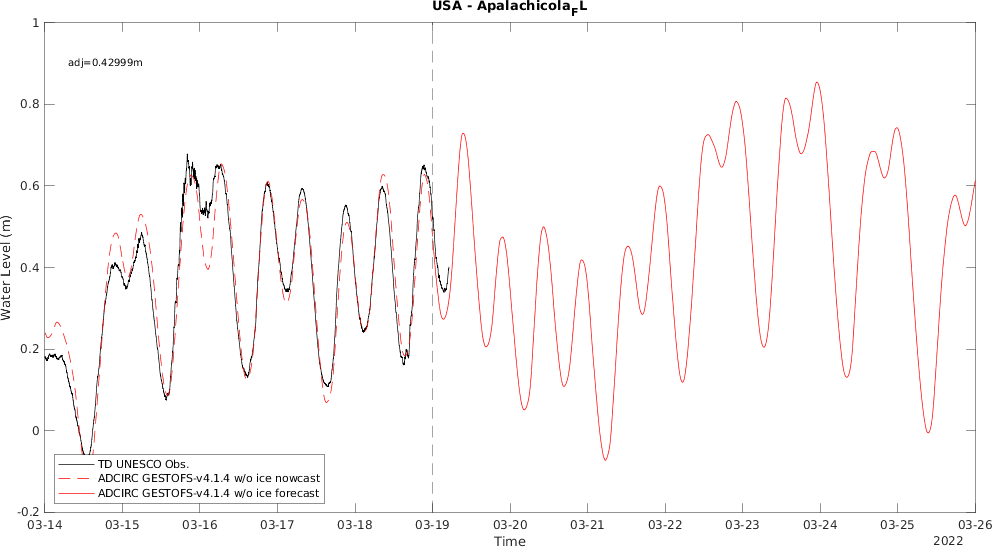 USA - Apalachicola_FL
1
adj=0.42999m
0.8
0.6
0.4
0.2
0
-0.2
Water Level (m)
TD UNESCO Obs.
ADCIRC GESTOFS-v4.1.4 w/o ice nowcast
ADCIRC GESTOFS-v4.1.4 w/o ice forecast
03-14 03-15 03-16 03-17 03-18 03-19 03-20 03-21 03-22 03-23 03-24 03-25 03-26
Time
2022